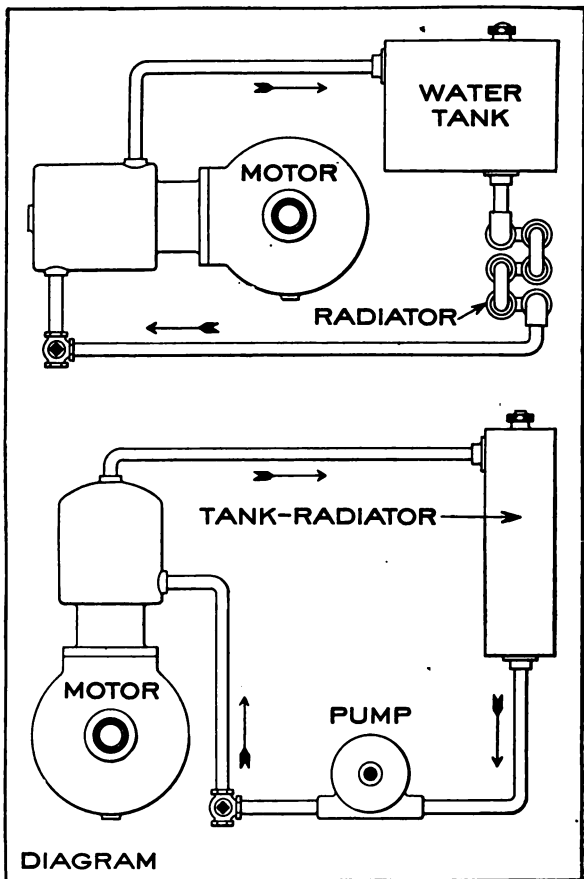 WATER
TANK
MOTOR
RADIATOR
TANK-RADIATOR
MOTOR
PUMP
DIAGRAM